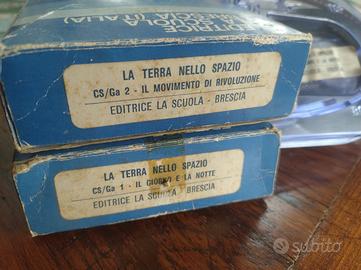 LA TERRA NELLO SPAZIO
CS/Ga 2 - IL MOVIMENTO DI RIVOLUZIONE
EDITRICE LA SCUOLA - BRESCIA
LA TERRA NELLO SPAZIO
CS/Ga 1 - IL GIORNO E LA NOTTE
EDITRICE LA SCUOLA - BRESCIA
subito